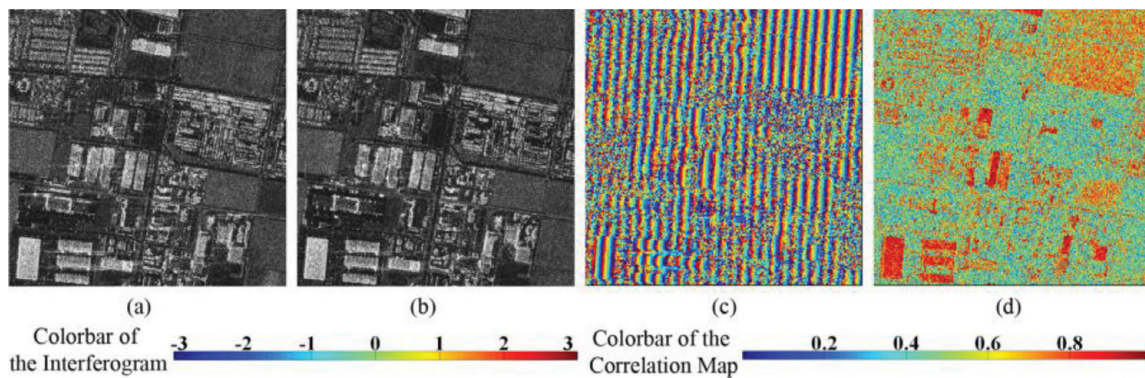 (a) (b) (c) (d)
Colorbar of
the Interferogram
-3 -2 -1 0 1 2 3
Colorbar of the
Correlation Map
0.2 0.4 0.6 0.8